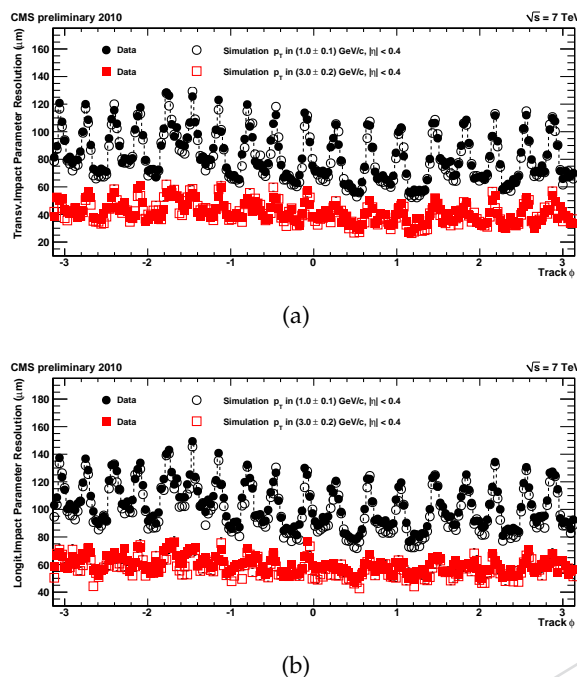 CMS preliminary 2010 √s = 7 TeV
Transv.Impact Parameter Resolution (μm)
160
140
120
100
80
60
40
20
Data Simulation p_T in (1.0 ± 0.1) GeV/c, |η| < 0.4
Data Simulation p_T in (3.0 ± 0.2) GeV/c, |η| < 0.4
-3 -2 -1 0 1 2 3
Track ϕ
(a)
CMS preliminary 2010 √s = 7 TeV
Longit.Impact Parameter Resolution (μm)
180
160
140
120
100
80
60
40
Data Simulation p_T in (1.0 ± 0.1) GeV/c, |η| < 0.4
Data Simulation p_T in (3.0 ± 0.2) GeV/c, |η| < 0.4
-3 -2 -1 0 1 2 3
Track ϕ
(b)